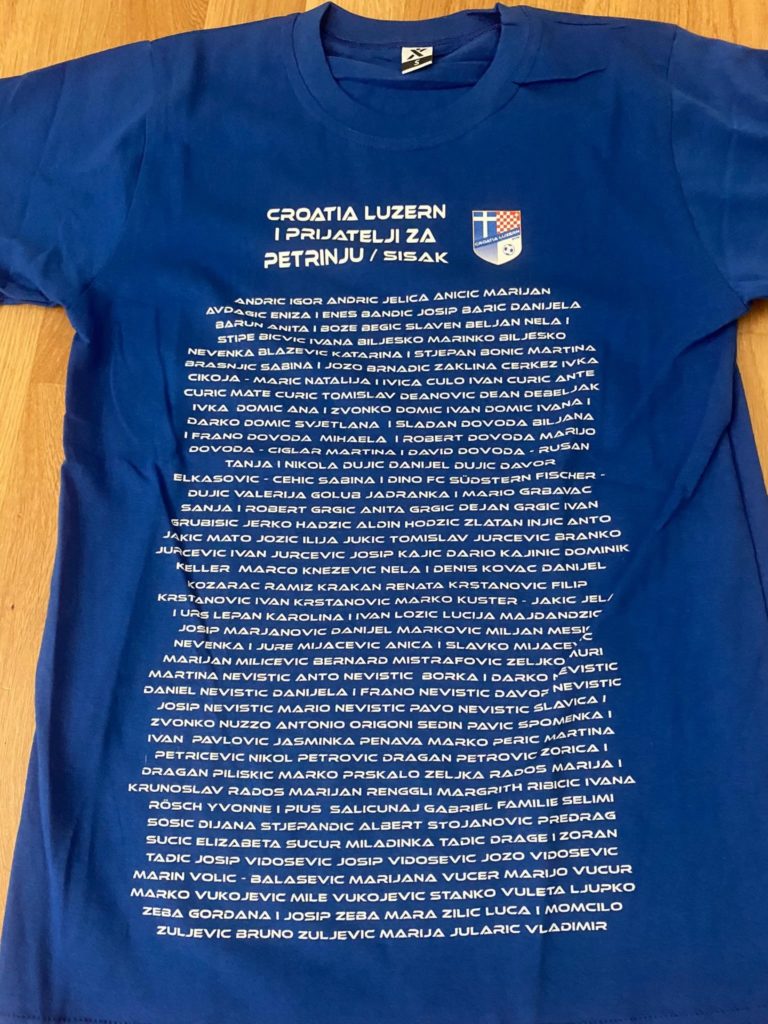 X
S
CROATIA LUZERN
I PRIJATELJI ZA
PETRINJU / SISAK
CROATIA LUZERN
ANDRIC IGOR ANDRIC JELICA ANICIC MARIJAN
AVDAGIC ENIZA I ENES BANDIC JOSIP BARIC DANIJELA
BARUN ANITA I BOZE BEGIC SLAVEN BELJAN NELA I
STIPE BICVIC IVANA BILJESKO MARINKO BILJESKO
NEVENKA BLAZEVIC KATARINA I STJEPAN BONIC MARTINA
BRASNJIC SABINA I JOZO BRNADIC ZAKLINA CERKEZ IVKA
CIKOJA - MARIC NATALIJA I IVICA CULO IVAN CURIC ANTE
CURIC MATE CURIC TOMISLAV DEANOVIC DEAN DEBELJAK
IVKA DOMIC ANA I ZVONKO DOMIC IVAN DOMIC IVANA I
DARKO DOMIC SVJETLANA I SLADAN DOVODA BILJANA
I FRANO DOVODA MIHAELA I ROBERT DOVODA MARIJO
DOVODA - CIGLAR MARTINA I DAVID DOVODA - RUSAN
TANJA I NIKOLA DUJIC DANIJEL DUJIC DAVOR
ELKASOVIC - CEHIC SABINA I DINO FC SÜDSTERN FISCHER -
DUJIC VALERIJA GOLUB JADRANKA I MARIO GRBAVAC
SANJA I ROBERT GRGIC ANITA GRGIC DEJAN GRGIC IVAN
GRUBISIC JERKO HADZIC ALDIN HODZIC ZLATAN INJIC ANTO
JAKIC MATO JOZIC ILIJA JUKIC TOMISLAV JURCEVIC BRANKO
JURCEVIC IVAN JURCEVIC JOSIP KAJIC DARIO KAJINIC DOMINIK
KELLER MARCO KNEZEVIC NELA I DENIS KOVAC DANIJEL
KOZARAC RAMIZ KRAKAN RENATA KRSTANOVIC FILIP
KRSTANOVIC IVAN KRSTANOVIC MARKO KUSTER - JAKIC
I URS LEPAN KAROLINA I IVAN LOZIC LUCIJA MAJDANDZIC
JOSIP MARJANOVIC DANIJEL MARKOVIC MILJAN MESIC
NEVENKA I JURE MIJACEVIC ANICA I SLAVKO MIJACEVIC
MARIJAN MILICEVIC BERNARD MISTRAFOVIC ZELJKO
MARTINA NEVISTIC ANTO NEVISTIC BORKA I DARKO NEVISTIC
DANIEL NEVISTIC DANIJELA I FRANO NEVISTIC DAVOR NEVISTIC
JOSIP NEVISTIC MARIO NEVISTIC PAVO NEVISTIC SLAVICA I
ZVONKO NUZZO ANTONIO ORIGONI SEDIN PAVIC SPOMENKA I
IVAN PAVLOVIC JASMINKA PENAVA MARKO PERIC MARTINA
PETRICEVIC NIKOL PETROVIC DRAGAN PETROVIC ZORICA I
DRAGAN PILISKIC MARKO PRSKALO ZELJKA RADOS MARIJA I
KRUNOSLAV RADOS MARIJAN RENGGLI MARGRITH RIBICIC IVANA
RÖSCH YVONNE I PIUS SALICUNAJ GABRIEL FAMILIE SELIMI
SOSIC DIJANA STJEPANDIC ALBERT STOJANOVIC PREDRAG
SUCIC ELIZABETA SUCUR MILADINKA TADIC DRAGE I ZORAN
TADIC JOSIP VIDOSEVIC JOSIP VIDOSEVIC JOZO VIDOSEVIC
MARIN VOLIC - BALASEVIC MARIJANA VUCER MARIJO VUCUR
MARKO VUKOJEVIC MILE VUKOJEVIC STANKO VULETA LJUPKO
ZEBA GORDANA I JOSIP ZEBA MARA ZILIC LUCA I MOMCILO
ZULJEVIC BRUNO ZULJEVIC MARIJA JULARIC VLADIMIR